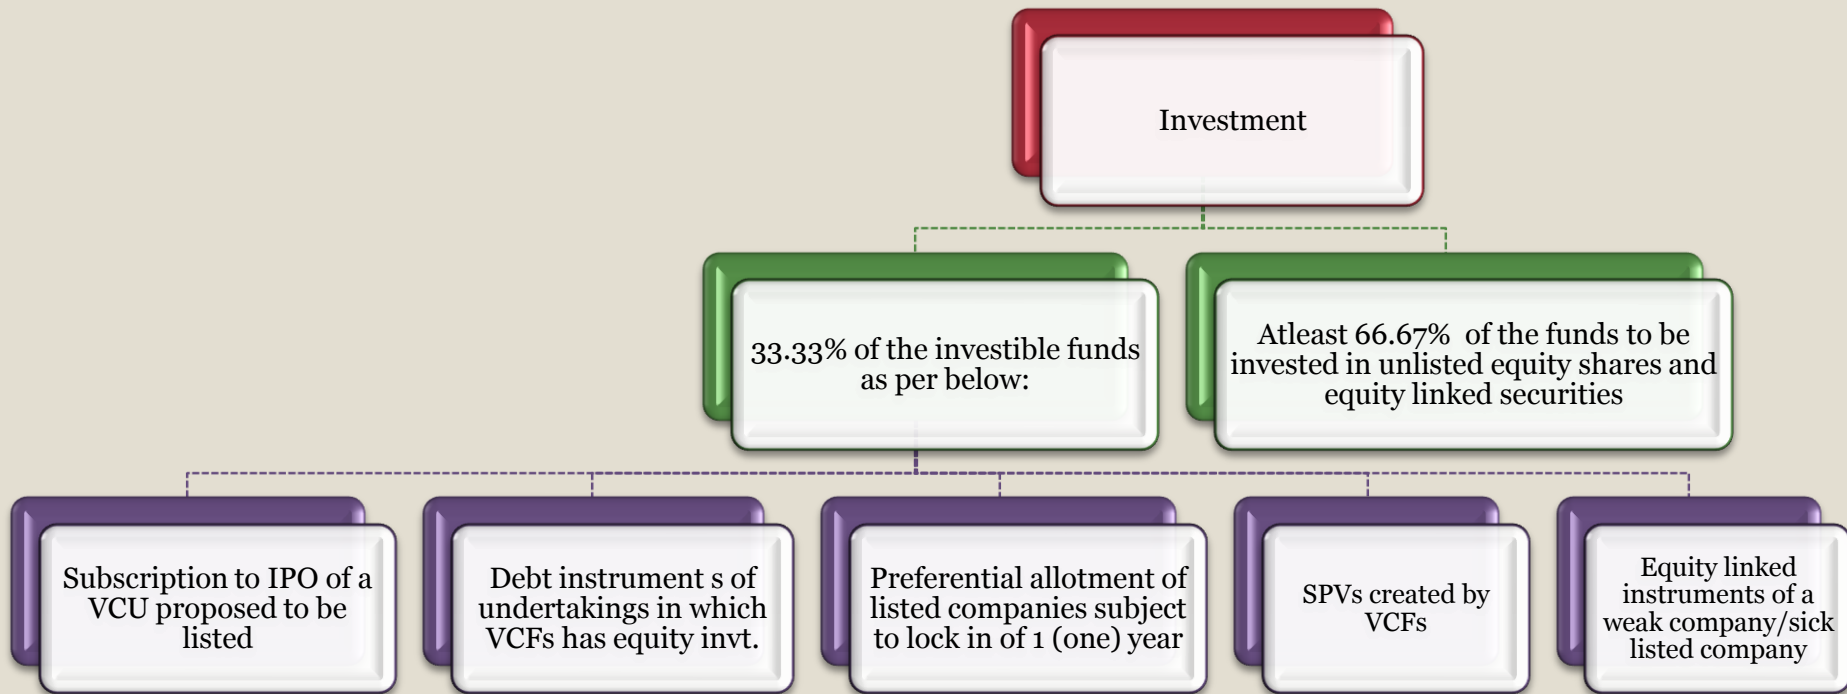 Investment
33.33% of the investible funds
as per below:
Atleast 66.67% of the funds to be
invested in unlisted equity shares and
equity linked securities
Subscription to IPO of a
VCU proposed to be
listed
Debt instrument s of
undertakings in which
VCFs has equity invt.
Preferential allotment of
listed companies subject
to lock in of 1 (one) year
SPVs created by
VCFs
Equity linked
instruments of a
weak company/sick
listed company